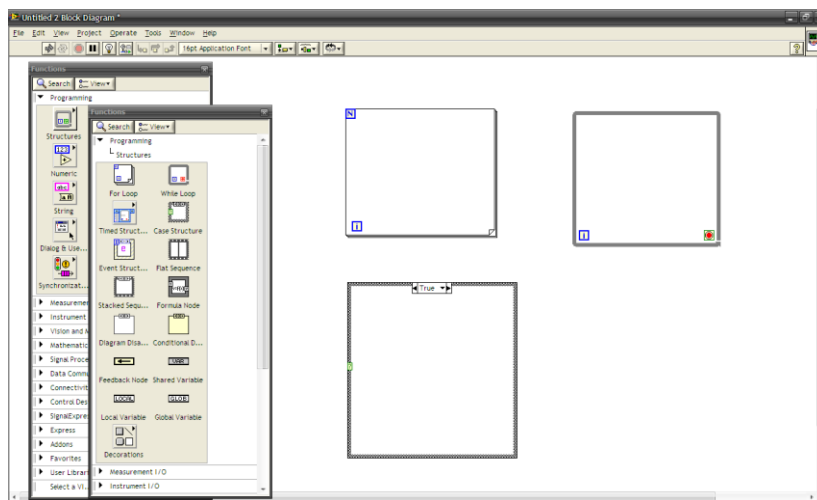 Untitled 2 Block Diagram *
File Edit View Project Operate Tools Window Help
16pt Application Font
Functions
Search View
Programming
Structures
Numeric
String
Dialog & Use...
Synchronizat...
Instrument
Vision and M
Mathematic
Signal Proce
Data Commu
Connectivit
Control Des
SignalExpres
Express
Addons
Favorites
User Librar
Select a VI..
Functions
Search View
Programming
Structures
For Loop While Loop
Timed Struct... Case Structure
Event Struct... Flat Sequence
Stacked Sequ... Formula Node
Diagram Disa... Conditional D...
Feedback Node Shared Variable
LOCAL GLOB
Local Variable Global Variable
Decorations
Measurement I/O
Instrument I/O
N
i
i
True